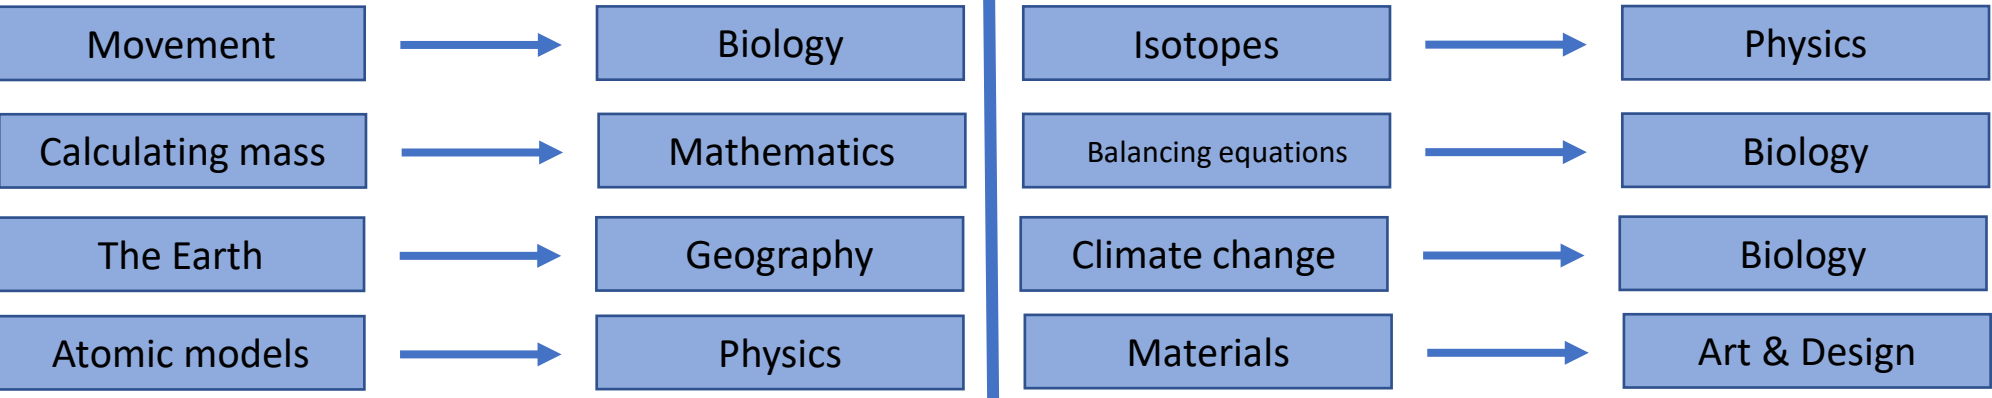 Movement
Biology
Calculating mass
Mathematics
The Earth
Geography
Atomic models
Physics
Isotopes
Physics
Balancing equations
Biology
Climate change
Biology
Materials
Art & Design